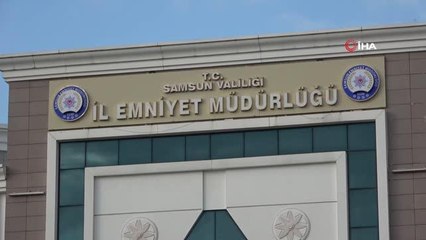 İHA
T.C.
SAMSUN VALİLİĞİ
İL EMNİYET MÜDÜRLÜĞÜ